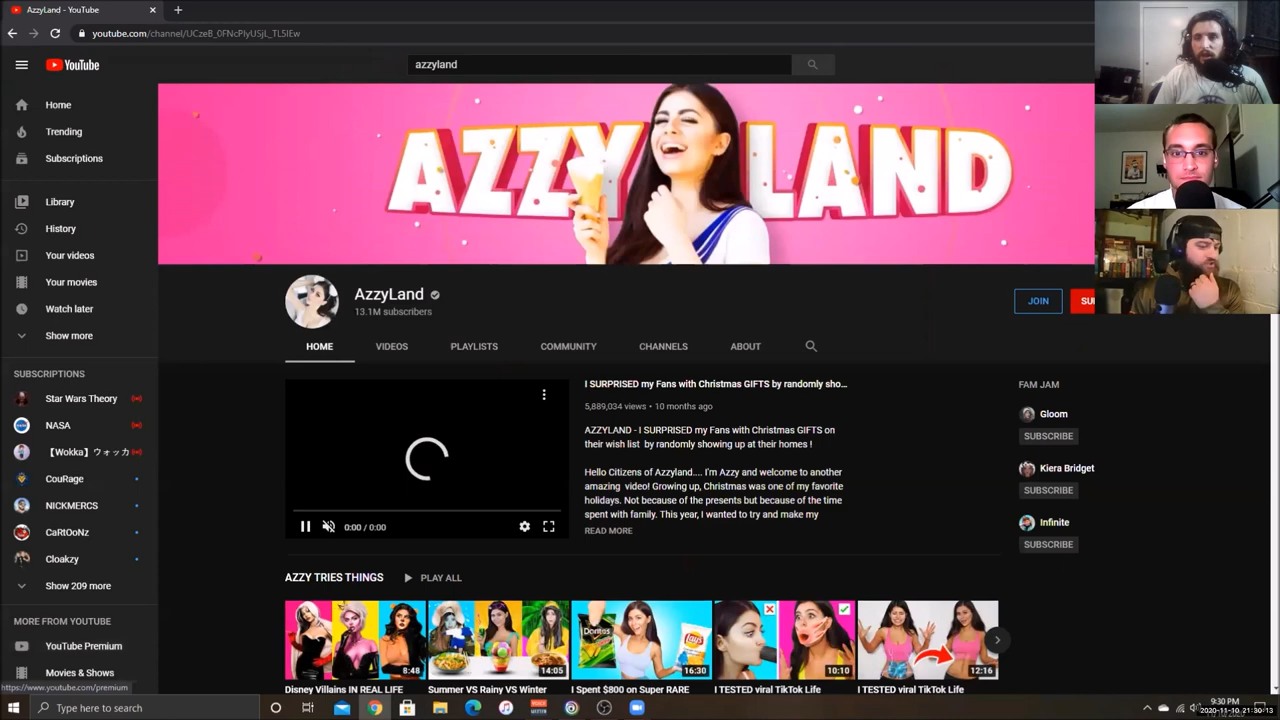 AzzyLand - YouTube
youtube.com/channel/UCzeB_0FNcPIyUSjL_TL5lEw
YouTube
azzyland
Home
Trending
Subscriptions
Library
History
Your videos
Your movies
Watch later
Show more
SUBSCRIPTIONS
Star Wars Theory
NASA
【Wokka】ウォッカ
CouRage
NICKMERCS
CaRtOoNz
Cloakzy
Show 209 more
MORE FROM YOUTUBE
YouTube Premium
Movies & Shows
https://www.youtube.com/premium
AZZY LAND
AzzyLand
13.1M subscribers
JOIN
SU
HOME VIDEOS PLAYLISTS COMMUNITY CHANNELS ABOUT
0:00 / 0:00
I SURPRISED my Fans with Christmas GIFTS by randomly sho...
5,889,034 views • 10 months ago
AZZYLAND - I SURPRISED my Fans with Christmas GIFTS on
their wish list by randomly showing up at their homes !
Hello Citizens of Azzyland.... I'm Azzy and welcome to another
amazing video! Growing up, Christmas was one of my favorite
holidays. Not because of the presents but because of the time
spent with family. This year, I wanted to try and make my
READ MORE
FAM JAM
Gloom
SUBSCRIBE
Kiera Bridget
SUBSCRIBE
Infinite
SUBSCRIBE
AZZY TRIES THINGS PLAY ALL
Doritos
Lay's
8:48
14:05
16:30
10:10
12:16
Disney Villains IN REAL LIFE
Summer VS Rainy VS Winter
I Spent $800 on Super RARE
I TESTED viral TikTok Life
I TESTED viral TikTok Life
Type here to search
9:30 PM
2020-11-10 21:30:13